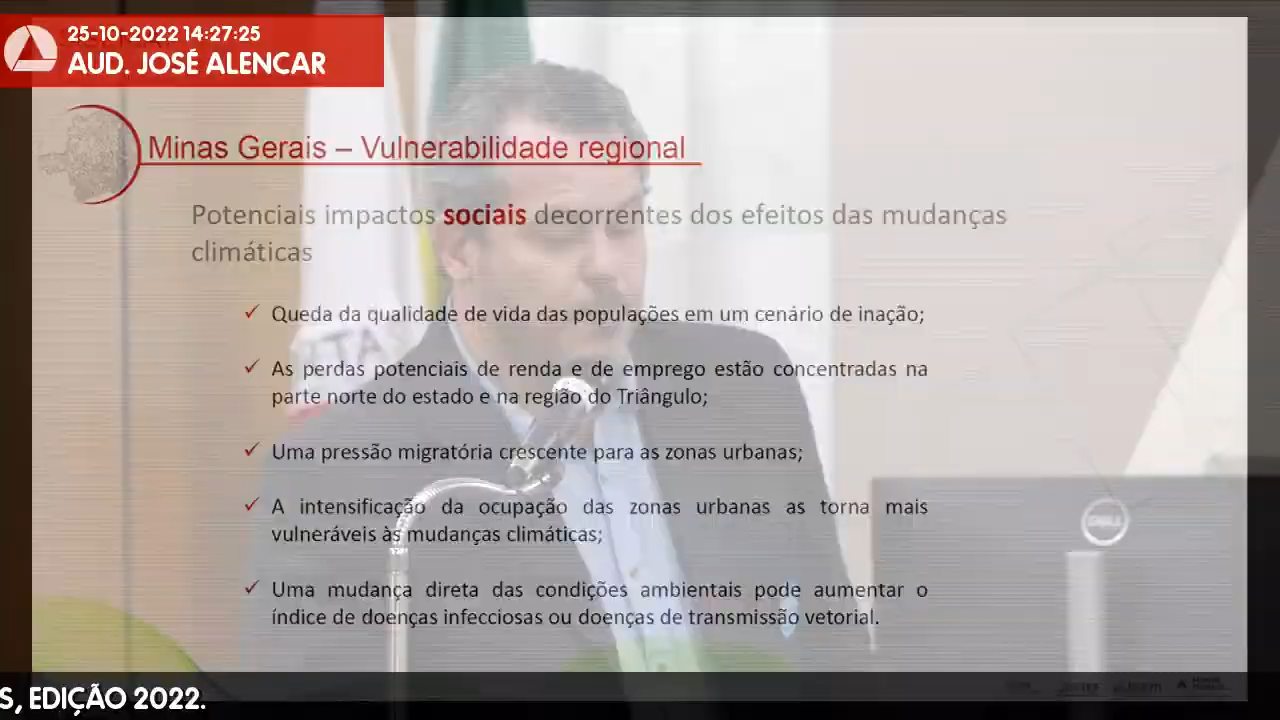 25-10-2022 14:27:25
AUD. JOSÉ ALENCAR
Minas Gerais – Vulnerabilidade regional
Potenciais impactos sociais decorrentes dos efeitos das mudanças
climáticas
✓ Queda da qualidade de vida das populações em um cenário de inação;
✓ As perdas potenciais de renda e de emprego estão concentradas na
parte norte do estado e na região do Triângulo;
✓ Uma pressão migratória crescente para as zonas urbanas;
✓ A intensificação da ocupação das zonas urbanas as torna mais
vulneráveis às mudanças climáticas;
✓ Uma mudança direta das condições ambientais pode aumentar o
índice de doenças infecciosas ou doenças de transmissão vetorial.
DELL
S, EDIÇÃO 2022.